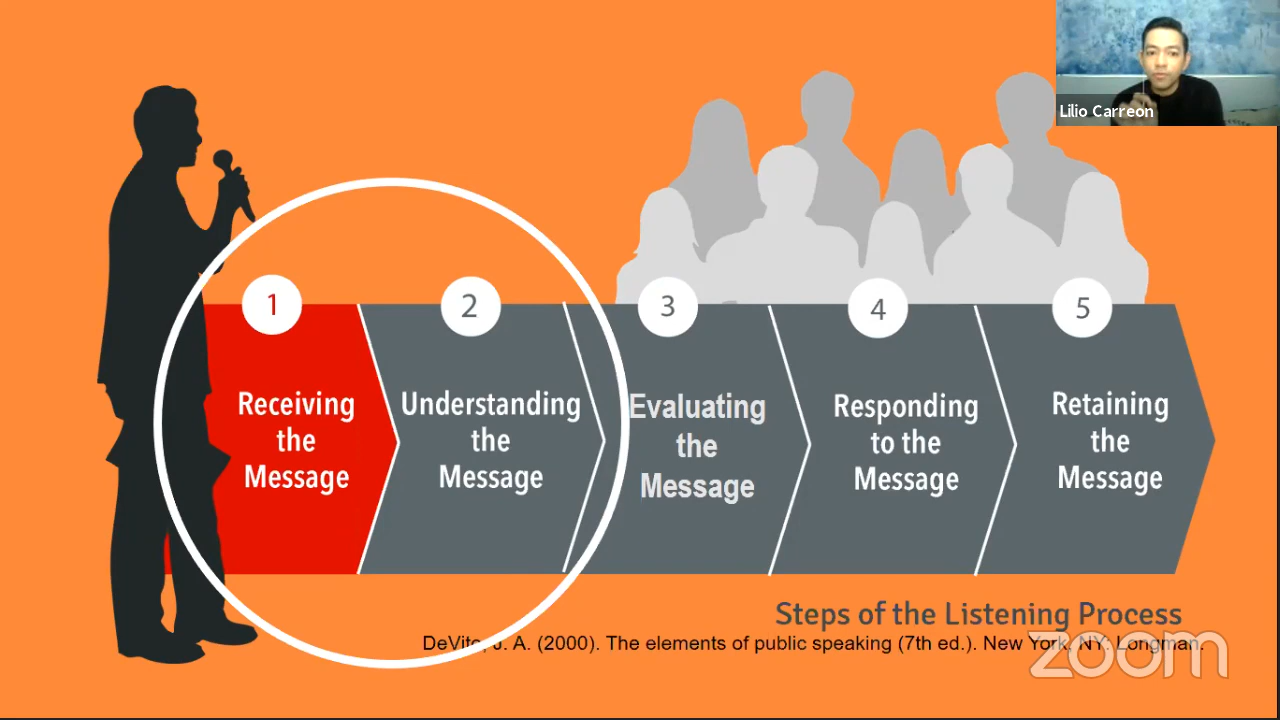 Lilio Carreon
1
2
3
4
5
Receiving
the
Message
Understanding
the
Message
Evaluating
the
Message
Responding
to the
Message
Retaining
the
Message
Steps of the Listening Process
DeVito, J. A. (2000). The elements of public speaking (7th ed.). New York, NY: Longman.
zoom